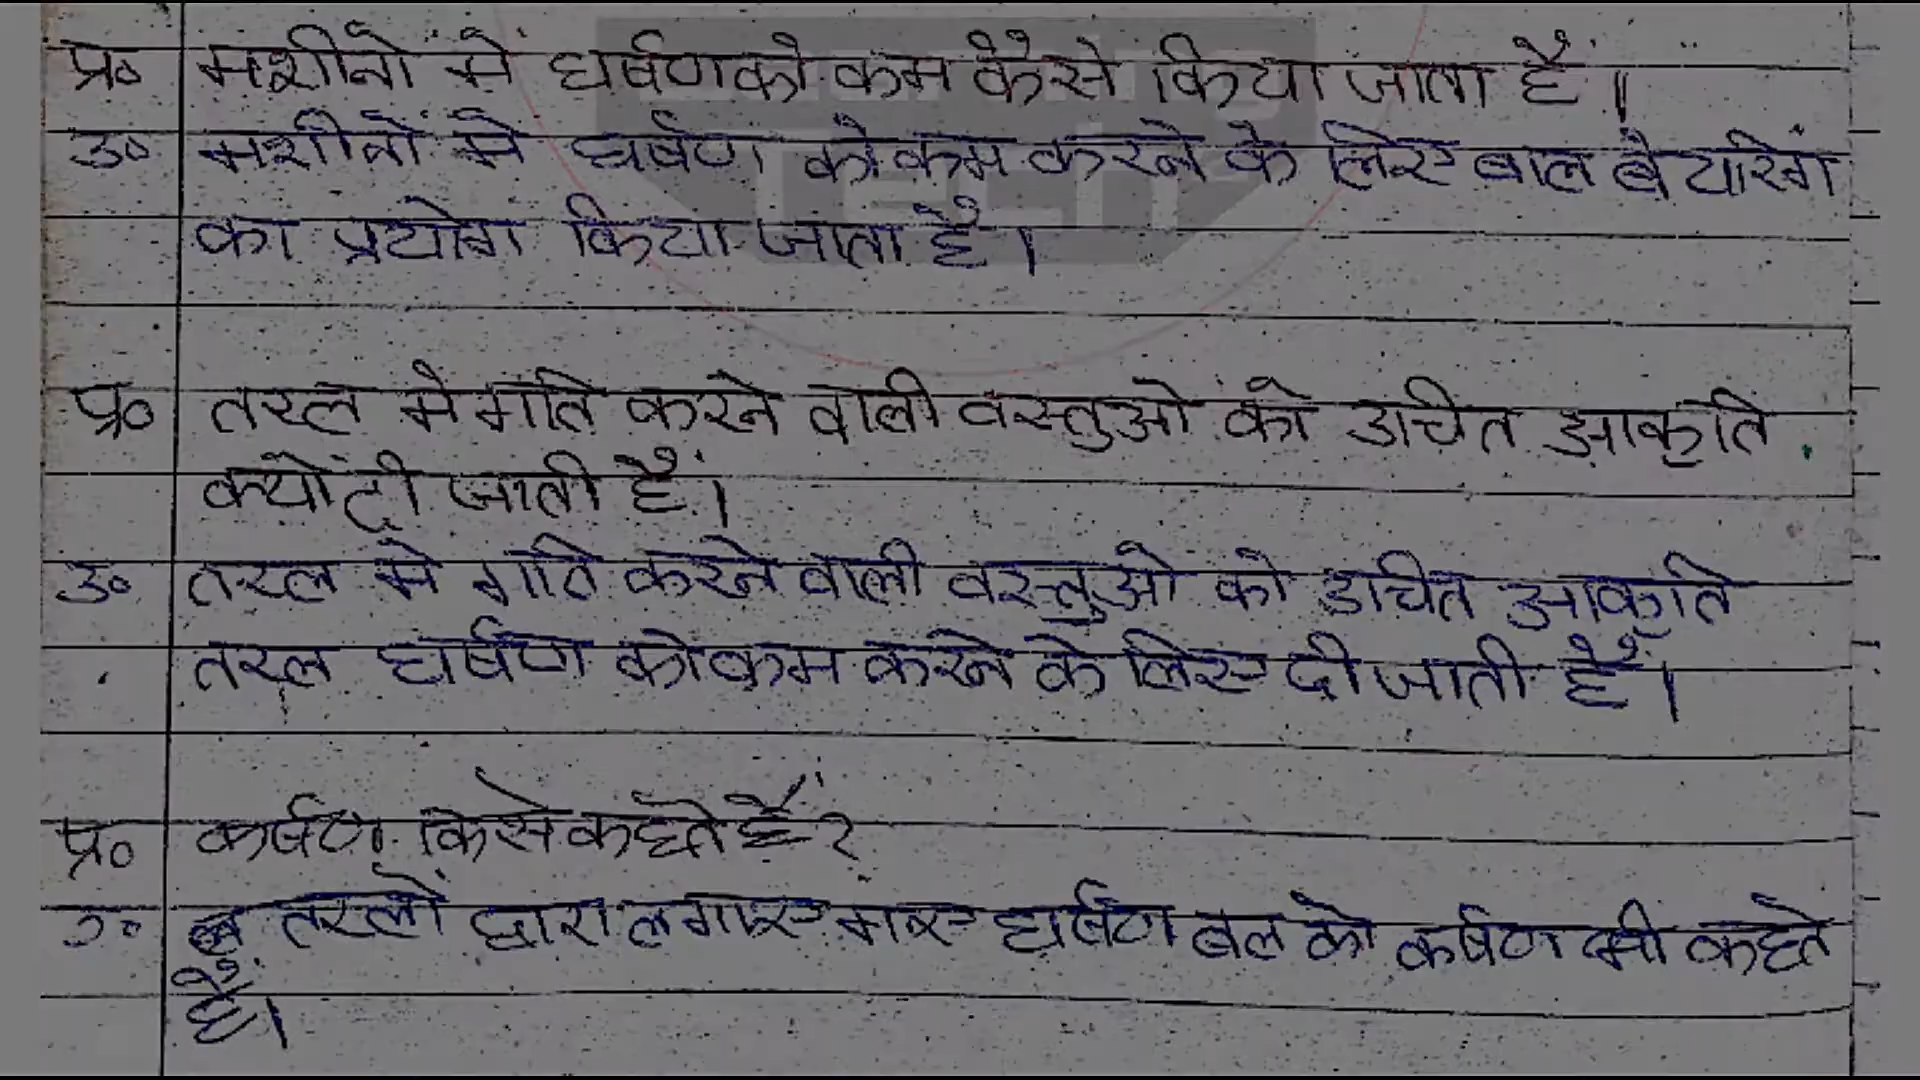 प्र० मशीनों में घर्षण को कम कैसे किया जाता है ॥
उ० मशीनों में घर्षण को कम करने के लिए बाल बेयारिंग
का प्रयोग किया जाता है।
प्र० तरल मे गति करने वाली वस्तुओ को उचित आकृति
क्यों दी जाती हैं।
उ० तरल मे गति करने वाली वस्तुओ को उचित आकृति
तरल घर्षण को कम करने के लिए दी जाती हैं।
प्र० कर्षण किसे कहते हैं?
उ० तरलों द्वारा लगाए गए घर्षण बल को कर्षण भी कहते
हैं।